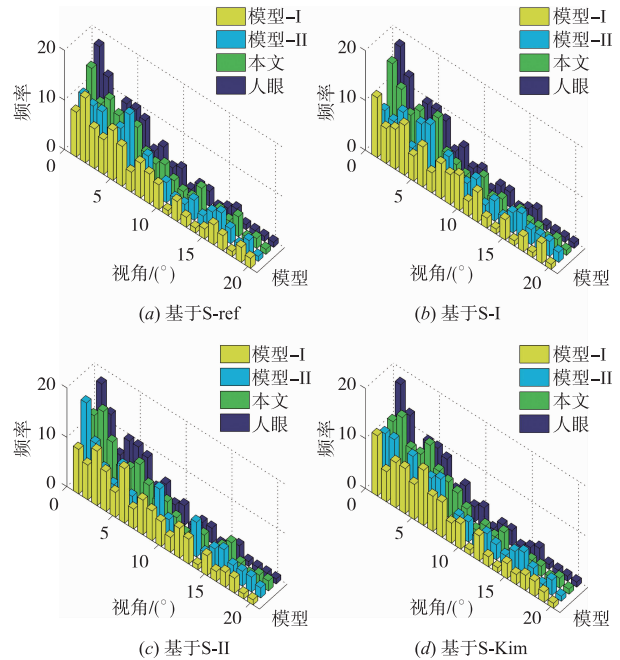 模型-I
模型-II
本文
人眼
20
10
0
频率
0
5
10
15
20
视角/(°)
模型
(a) 基于S-ref
模型-I
模型-II
本文
人眼
20
10
0
频率
0
5
10
15
20
视角/(°)
模型
(b) 基于S-I
模型-I
模型-II
本文
人眼
20
10
0
频率
0
5
10
15
20
视角/(°)
模型
(c) 基于S-II
模型-I
模型-II
本文
人眼
20
10
0
频率
0
5
10
15
20
视角/(°)
模型
(d) 基于S-Kim